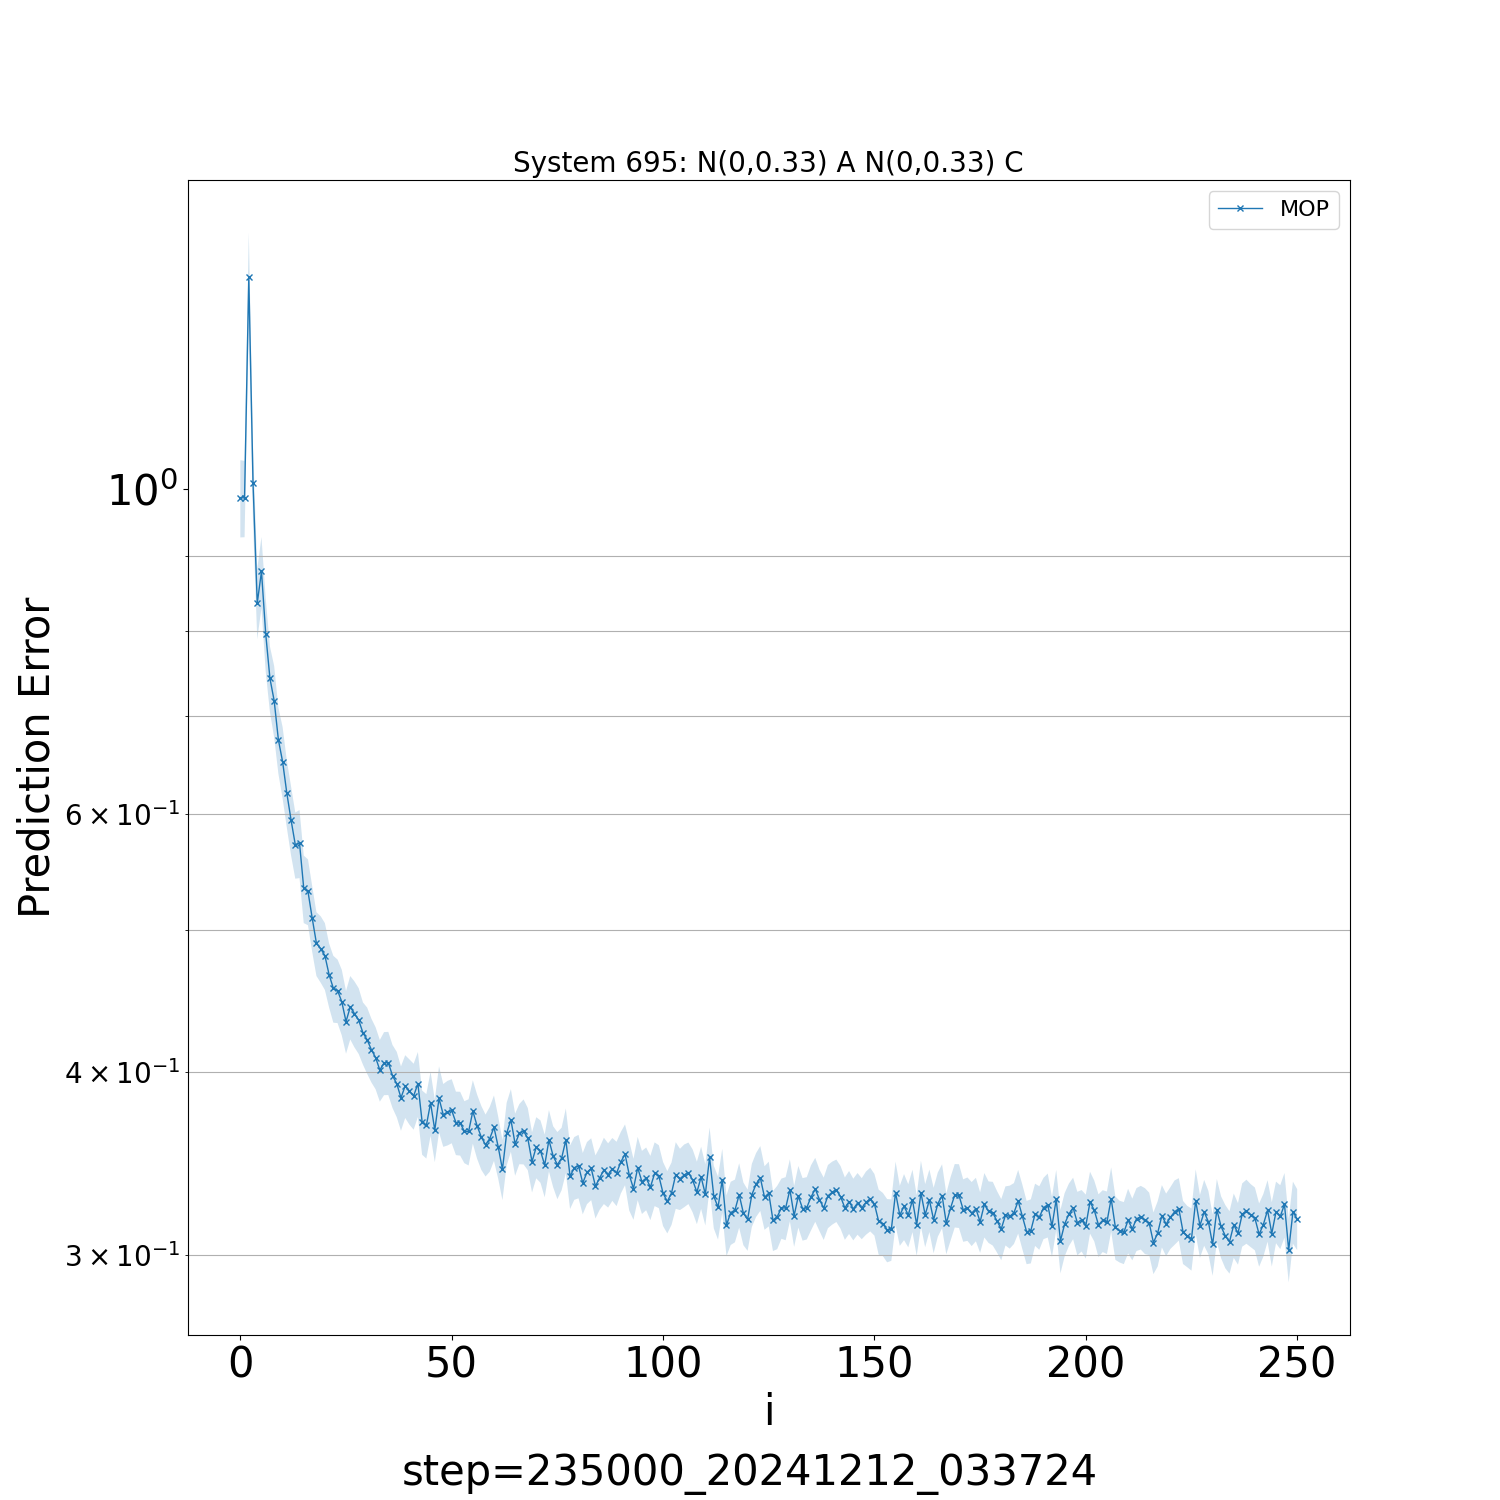 System 695: N(0,0.33) A N(0,0.33) C
MOP
Prediction Error
10⁰
6 × 10⁻¹
4 × 10⁻¹
3 × 10⁻¹
0 50 100 150 200 250
i
step=235000_20241212_033724